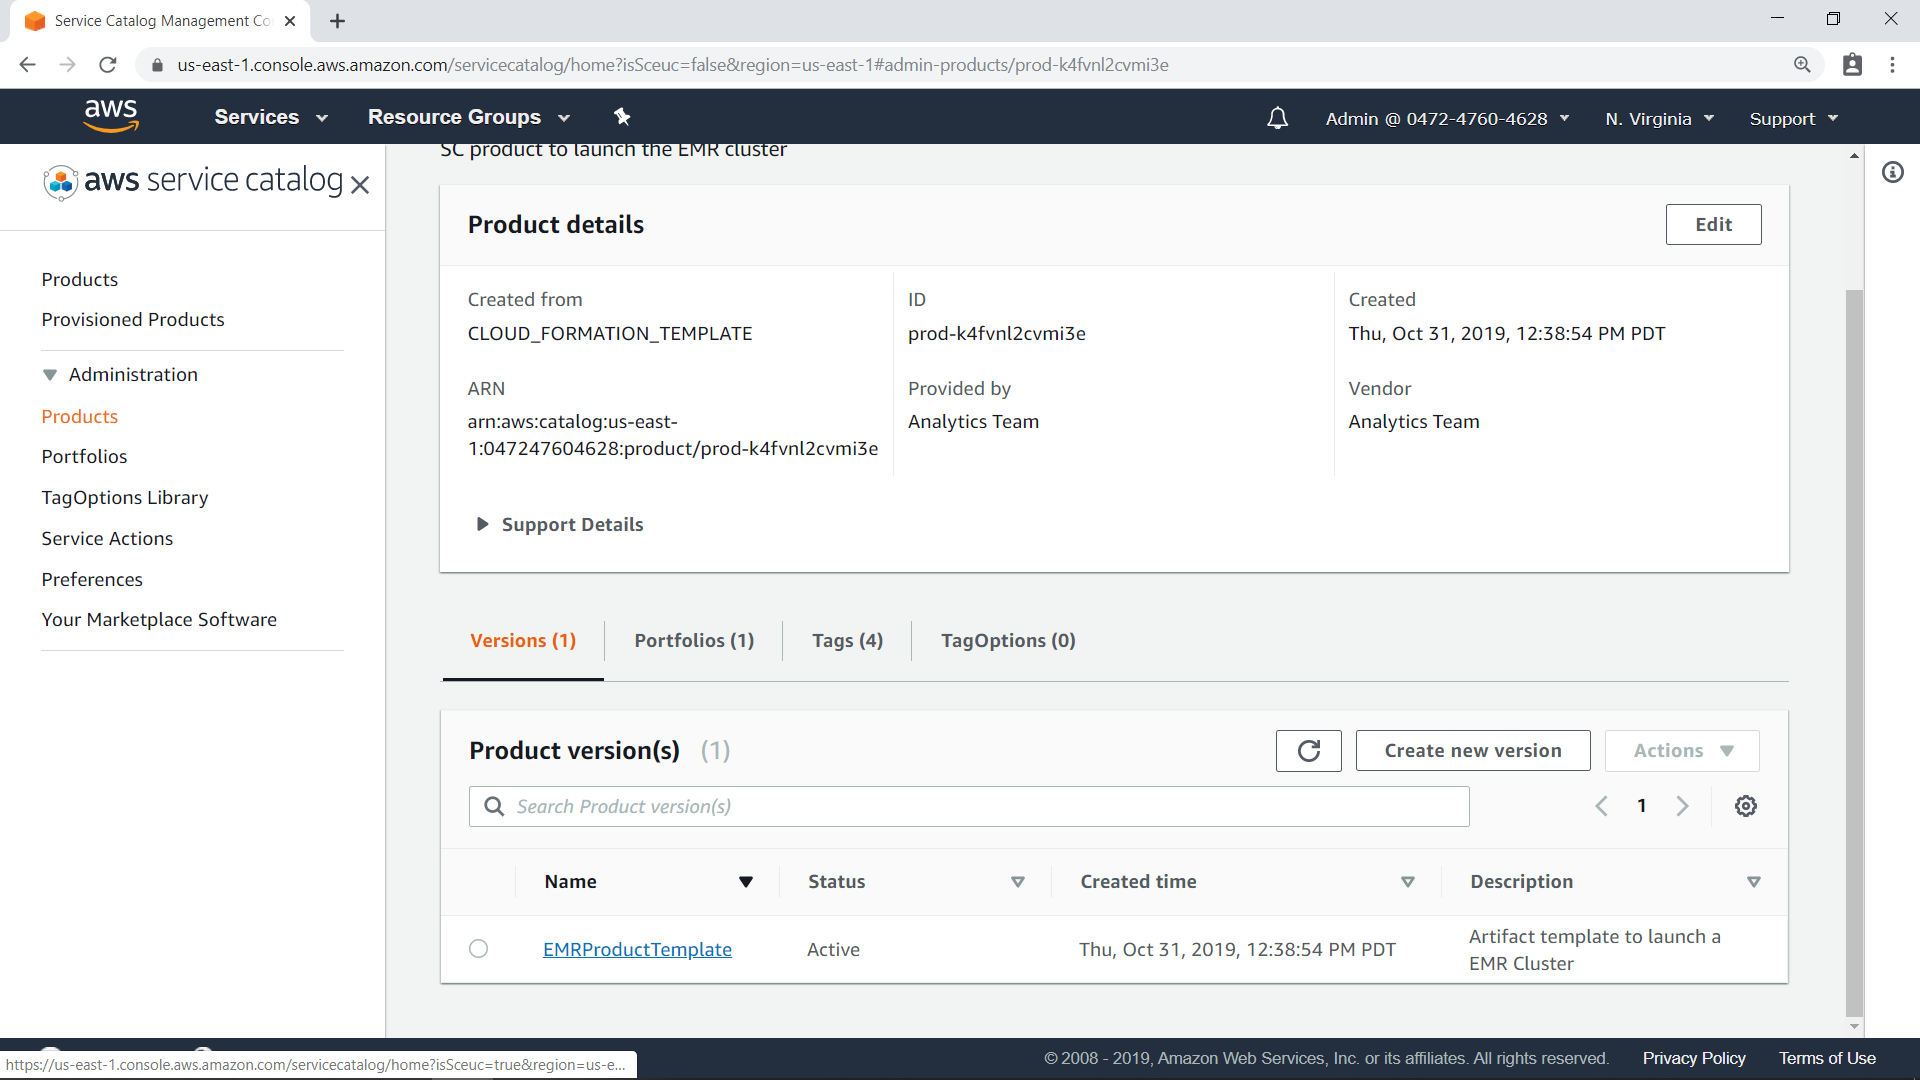 Service Catalog Management Co
us-east-1.console.aws.amazon.com/servicecatalog/home?isSceuc=false&region=us-east-1#admin-products/prod-k4fvnl2cvmi3e
aws
Services
Resource Groups
Admin @ 0472-4760-4628
N. Virginia
Support
aws service catalog
Products
Provisioned Products
Administration
Products
Portfolios
TagOptions Library
Service Actions
Preferences
Your Marketplace Software
SC product to launch the EMR cluster
Product details
Edit
Created from
CLOUD_FORMATION_TEMPLATE
ID
prod-k4fvnl2cvmi3e
Created
Thu, Oct 31, 2019, 12:38:54 PM PDT
ARN
arn:aws:catalog:us-east-
1:047247604628:product/prod-k4fvnl2cvmi3e
Provided by
Analytics Team
Vendor
Analytics Team
Support Details
Versions (1)
Portfolios (1)
Tags (4)
TagOptions (0)
Product version(s) (1)
Create new version
Actions
Search Product version(s)
1
Name
Status
Created time
Description
EMRProductTemplate
Active
Thu, Oct 31, 2019, 12:38:54 PM PDT
Artifact template to launch a
EMR Cluster
https://us-east-1.console.aws.amazon.com/servicecatalog/home?isSceuc=true&region=us-e...
© 2008 - 2019, Amazon Web Services, Inc. or its affiliates. All rights reserved.
Privacy Policy
Terms of Use